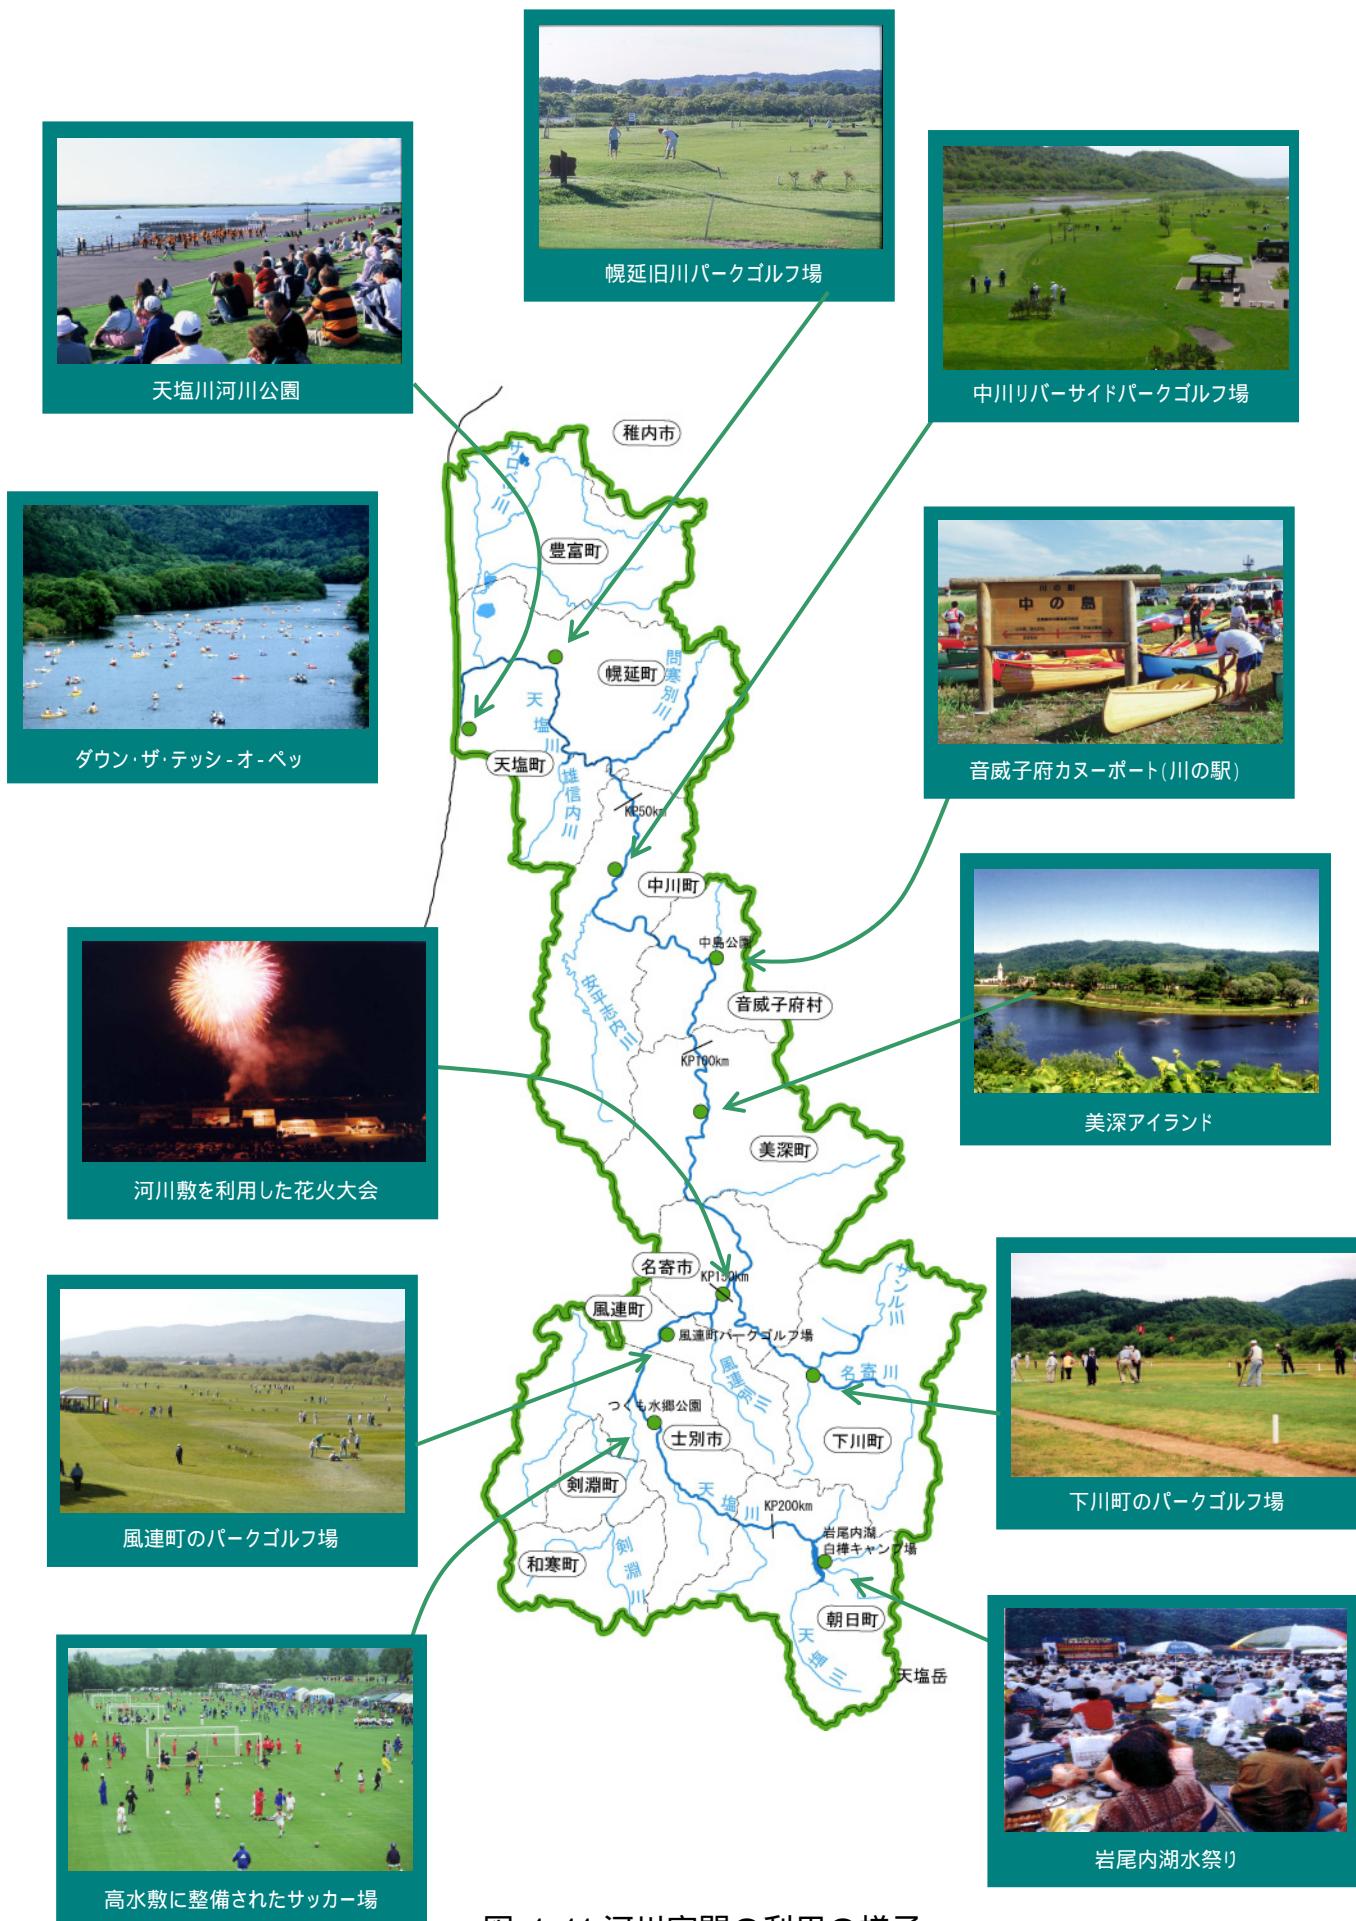 幌延旧川パークゴルフ場
天塩川河川公園
中川リバーサイドパークゴルフ場
稚内市
サロベツ川
豊富町
川の駅
中の島
幌延町
問寒別川
天塩川
ダウン・ザ・テッシ-オ-ペッ
天塩町
音威子府カヌーポート(川の駅)
雄信内川
KP50km
中川町
中島公園
安平志内川
音威子府村
KP100km
美深アイランド
美深町
河川敷を利用した花火大会
名寄市
KP150km
サンル川
風連町
風連町パークゴルフ場
風連別川
名寄川
つくも水郷公園
士別市
下川町
剣淵町
天塩川
KP200km
下川町のパークゴルフ場
風連町のパークゴルフ場
岩尾内湖
白樺キャンプ場
和寒町
剣淵川
朝日町
天塩川
天塩岳
岩尾内湖水祭り
高水敷に整備されたサッカー場